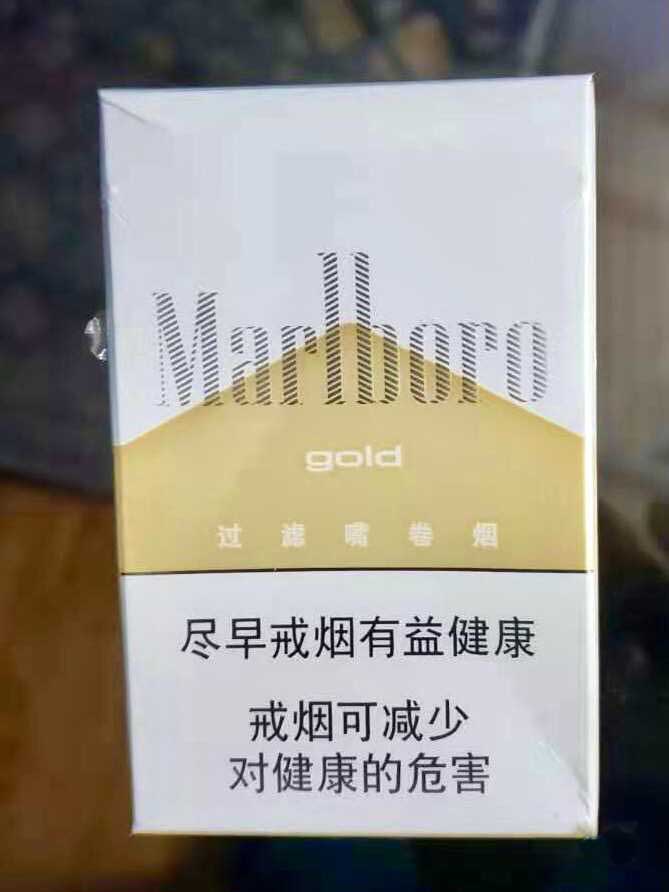 Marlboro
gold
过滤嘴卷烟
尽早戒烟有益健康
戒烟可减少
对健康的危害